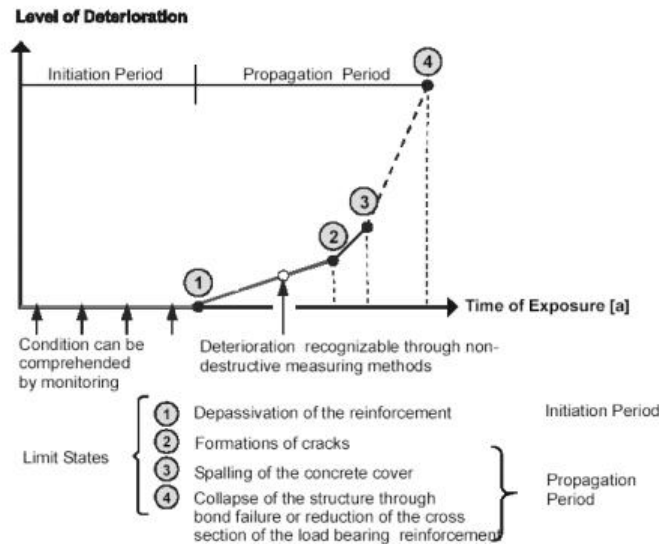 Level of Deterioration
Initiation Period
Propagation Period
4
3
2
1
Time of Exposure [a]
Condition can be
comprehended
by monitoring
Deterioration recognizable through non-
destructive measuring methods
Limit States
1 Depassivation of the reinforcement
Initiation Period
2 Formations of cracks
3 Spalling of the concrete cover
4 Collapse of the structure through
bond failure or reduction of the cross
section of the load bearing reinforcement
Propagation
Period